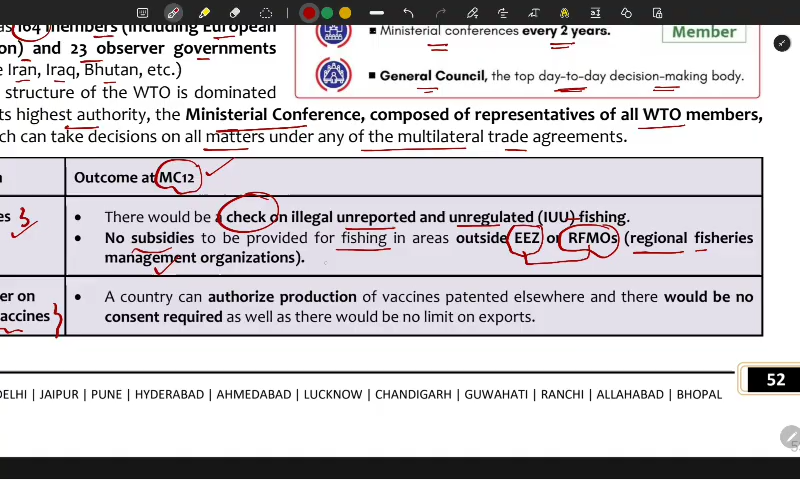 as 164 members (including European
on) and 23 observer governments
e Iran, Iraq, Bhutan, etc.)
structure of the WTO is dominated
ts highest authority, the Ministerial Conference, composed of representatives of all WTO members,
ch can take decisions on all matters under any of the multilateral trade agreements.
Ministerial conferences every 2 years.
Member
General Council, the top day-to-day decision-making body.
Outcome at MC12
es
There would be a check on illegal unreported and unregulated (IUU) fishing.
No subsidies to be provided for fishing in areas outside EEZ or RFMOs (regional fisheries
management organizations).
er on
accines
A country can authorize production of vaccines patented elsewhere and there would be no
consent required as well as there would be no limit on exports.
DELHI | JAIPUR | PUNE | HYDERABAD | AHMEDABAD | LUCKNOW | CHANDIGARH | GUWAHATI | RANCHI | ALLAHABAD | BHOPAL
52